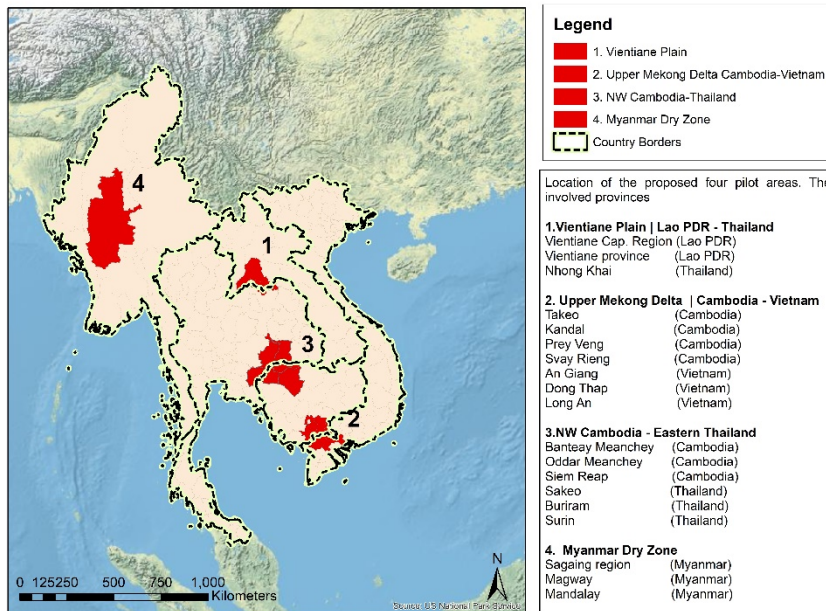 4
1
3
2
0 125250 500 750 1,000
Kilometers
N
Source: US National Park Service
Legend
1. Vientiane Plain
2. Upper Mekong Delta Cambodia-Vietnam
3. NW Cambodia-Thailand
4. Myanmar Dry Zone
Country Borders
Location of the proposed four pilot areas. The
involved provinces
1.Vientiane Plain | Lao PDR - Thailand
Vientiane Cap. Region (Lao PDR)
Vientiane province (Lao PDR)
Nhong Khai (Thailand)
2. Upper Mekong Delta | Cambodia - Vietnam
Takeo (Cambodia)
Kandal (Cambodia)
Prey Veng (Cambodia)
Svay Rieng (Cambodia)
An Giang (Vietnam)
Dong Thap (Vietnam)
Long An (Vietnam)
3.NW Cambodia - Eastern Thailand
Banteay Meanchey (Cambodia)
Oddar Meanchey (Cambodia)
Siem Reap (Cambodia)
Sakeo (Thailand)
Buriram (Thailand)
Surin (Thailand)
4. Myanmar Dry Zone
Sagaing region (Myanmar)
Magway (Myanmar)
Mandalay (Myanmar)